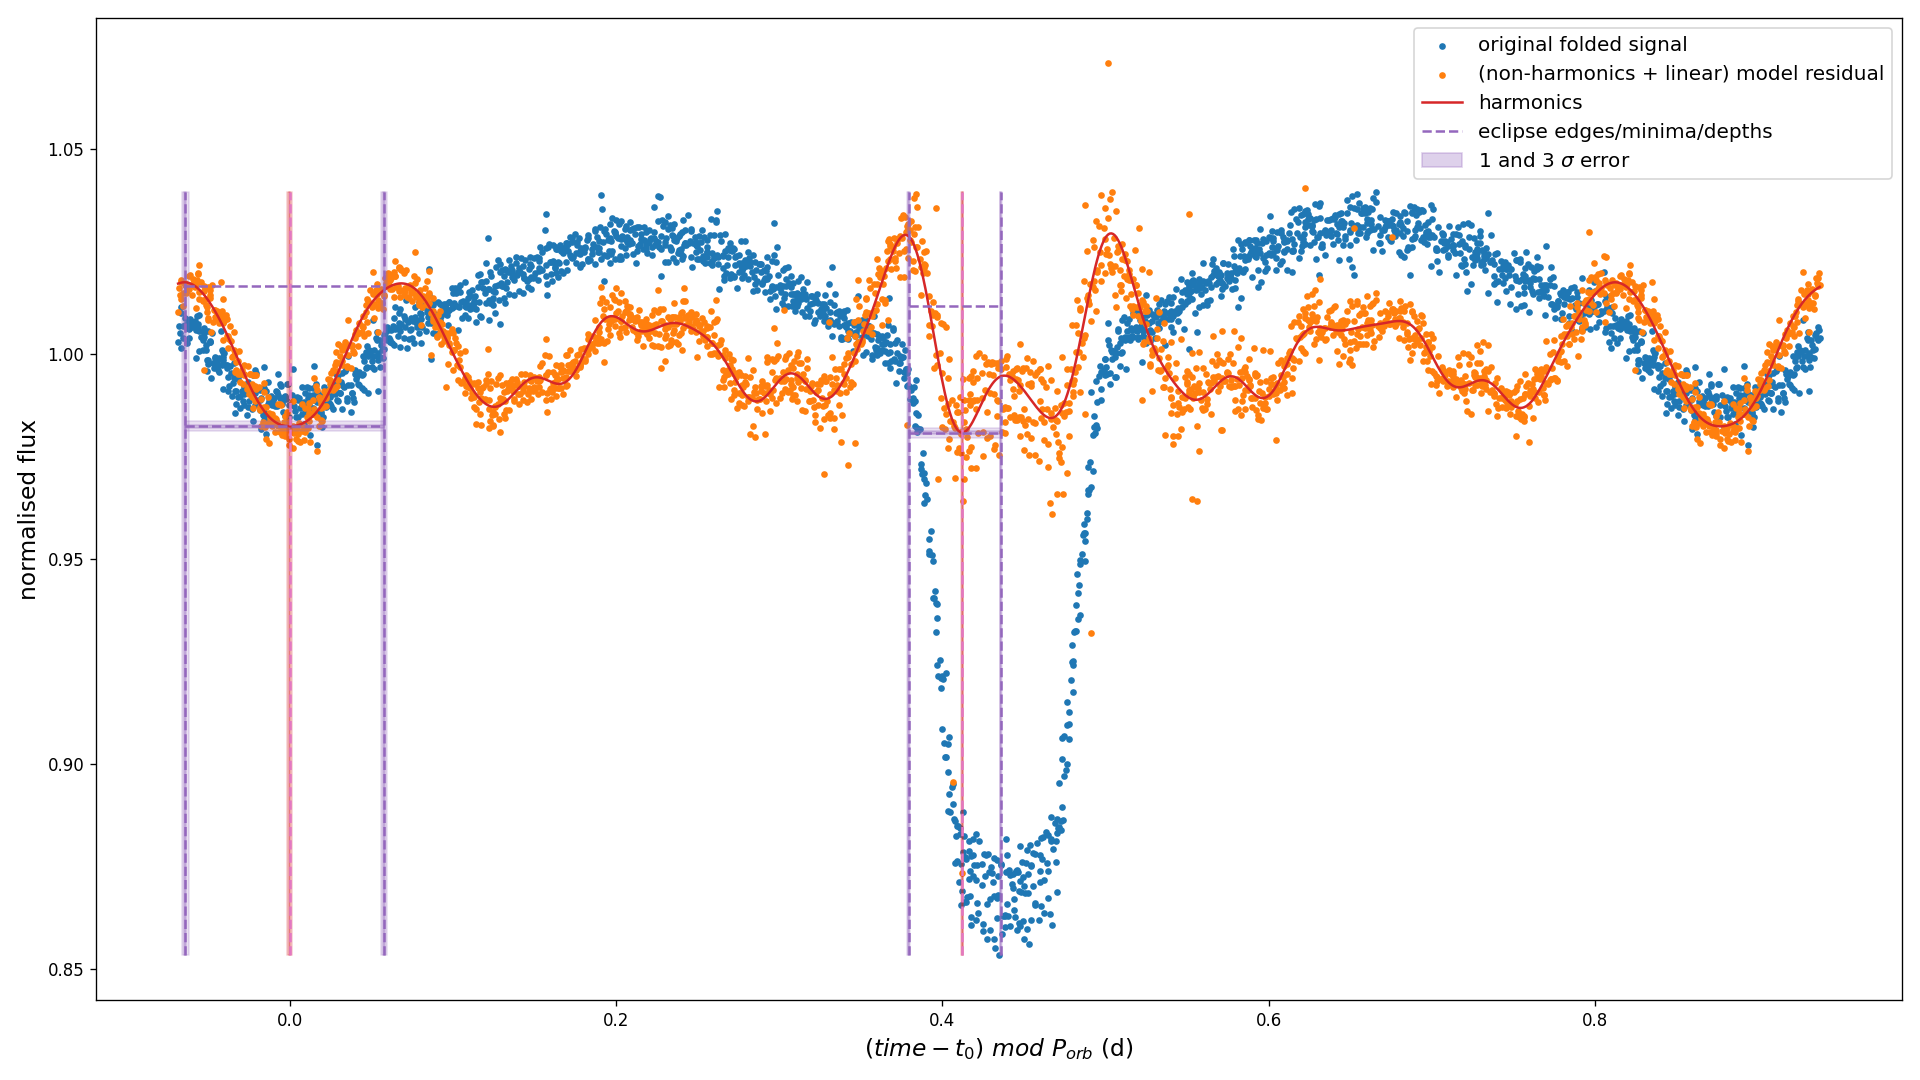 original folded signal
(non-harmonics + linear) model residual
harmonics
eclipse edges/minima/depths
1 and 3 σ error
normalised flux
1.05
1.00
0.95
0.90
0.85
0.0 0.2 0.4 0.6 0.8
(time − t₀) mod Pₒᵣb (d)